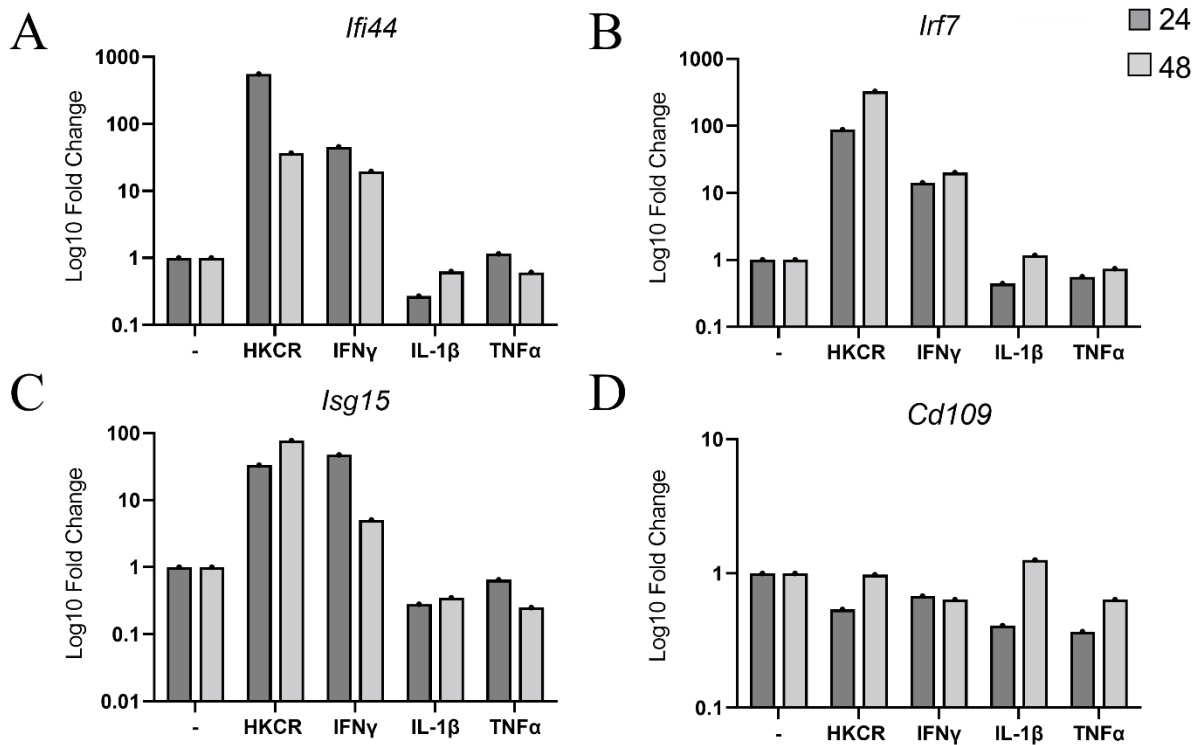 A
Ifi44
Log10 Fold Change
1000
100
10
1
0.1
- HKCR IFNγ IL-1β TNFα
B
Irf7
24
48
Log10 Fold Change
1000
100
10
1
0.1
- HKCR IFNγ IL-1β TNFα
C
Isg15
Log10 Fold Change
100
10
1
0.1
0.01
- HKCR IFNγ IL-1β TNFα
D
Cd109
Log10 Fold Change
10
1
0.1
- HKCR IFNγ IL-1β TNFα